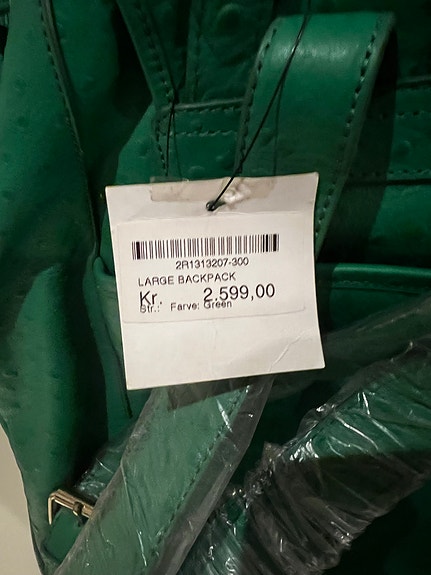 2R1313207-300
LARGE BACKPACK
Kr. 2.599,00
Str.: Farve: Green